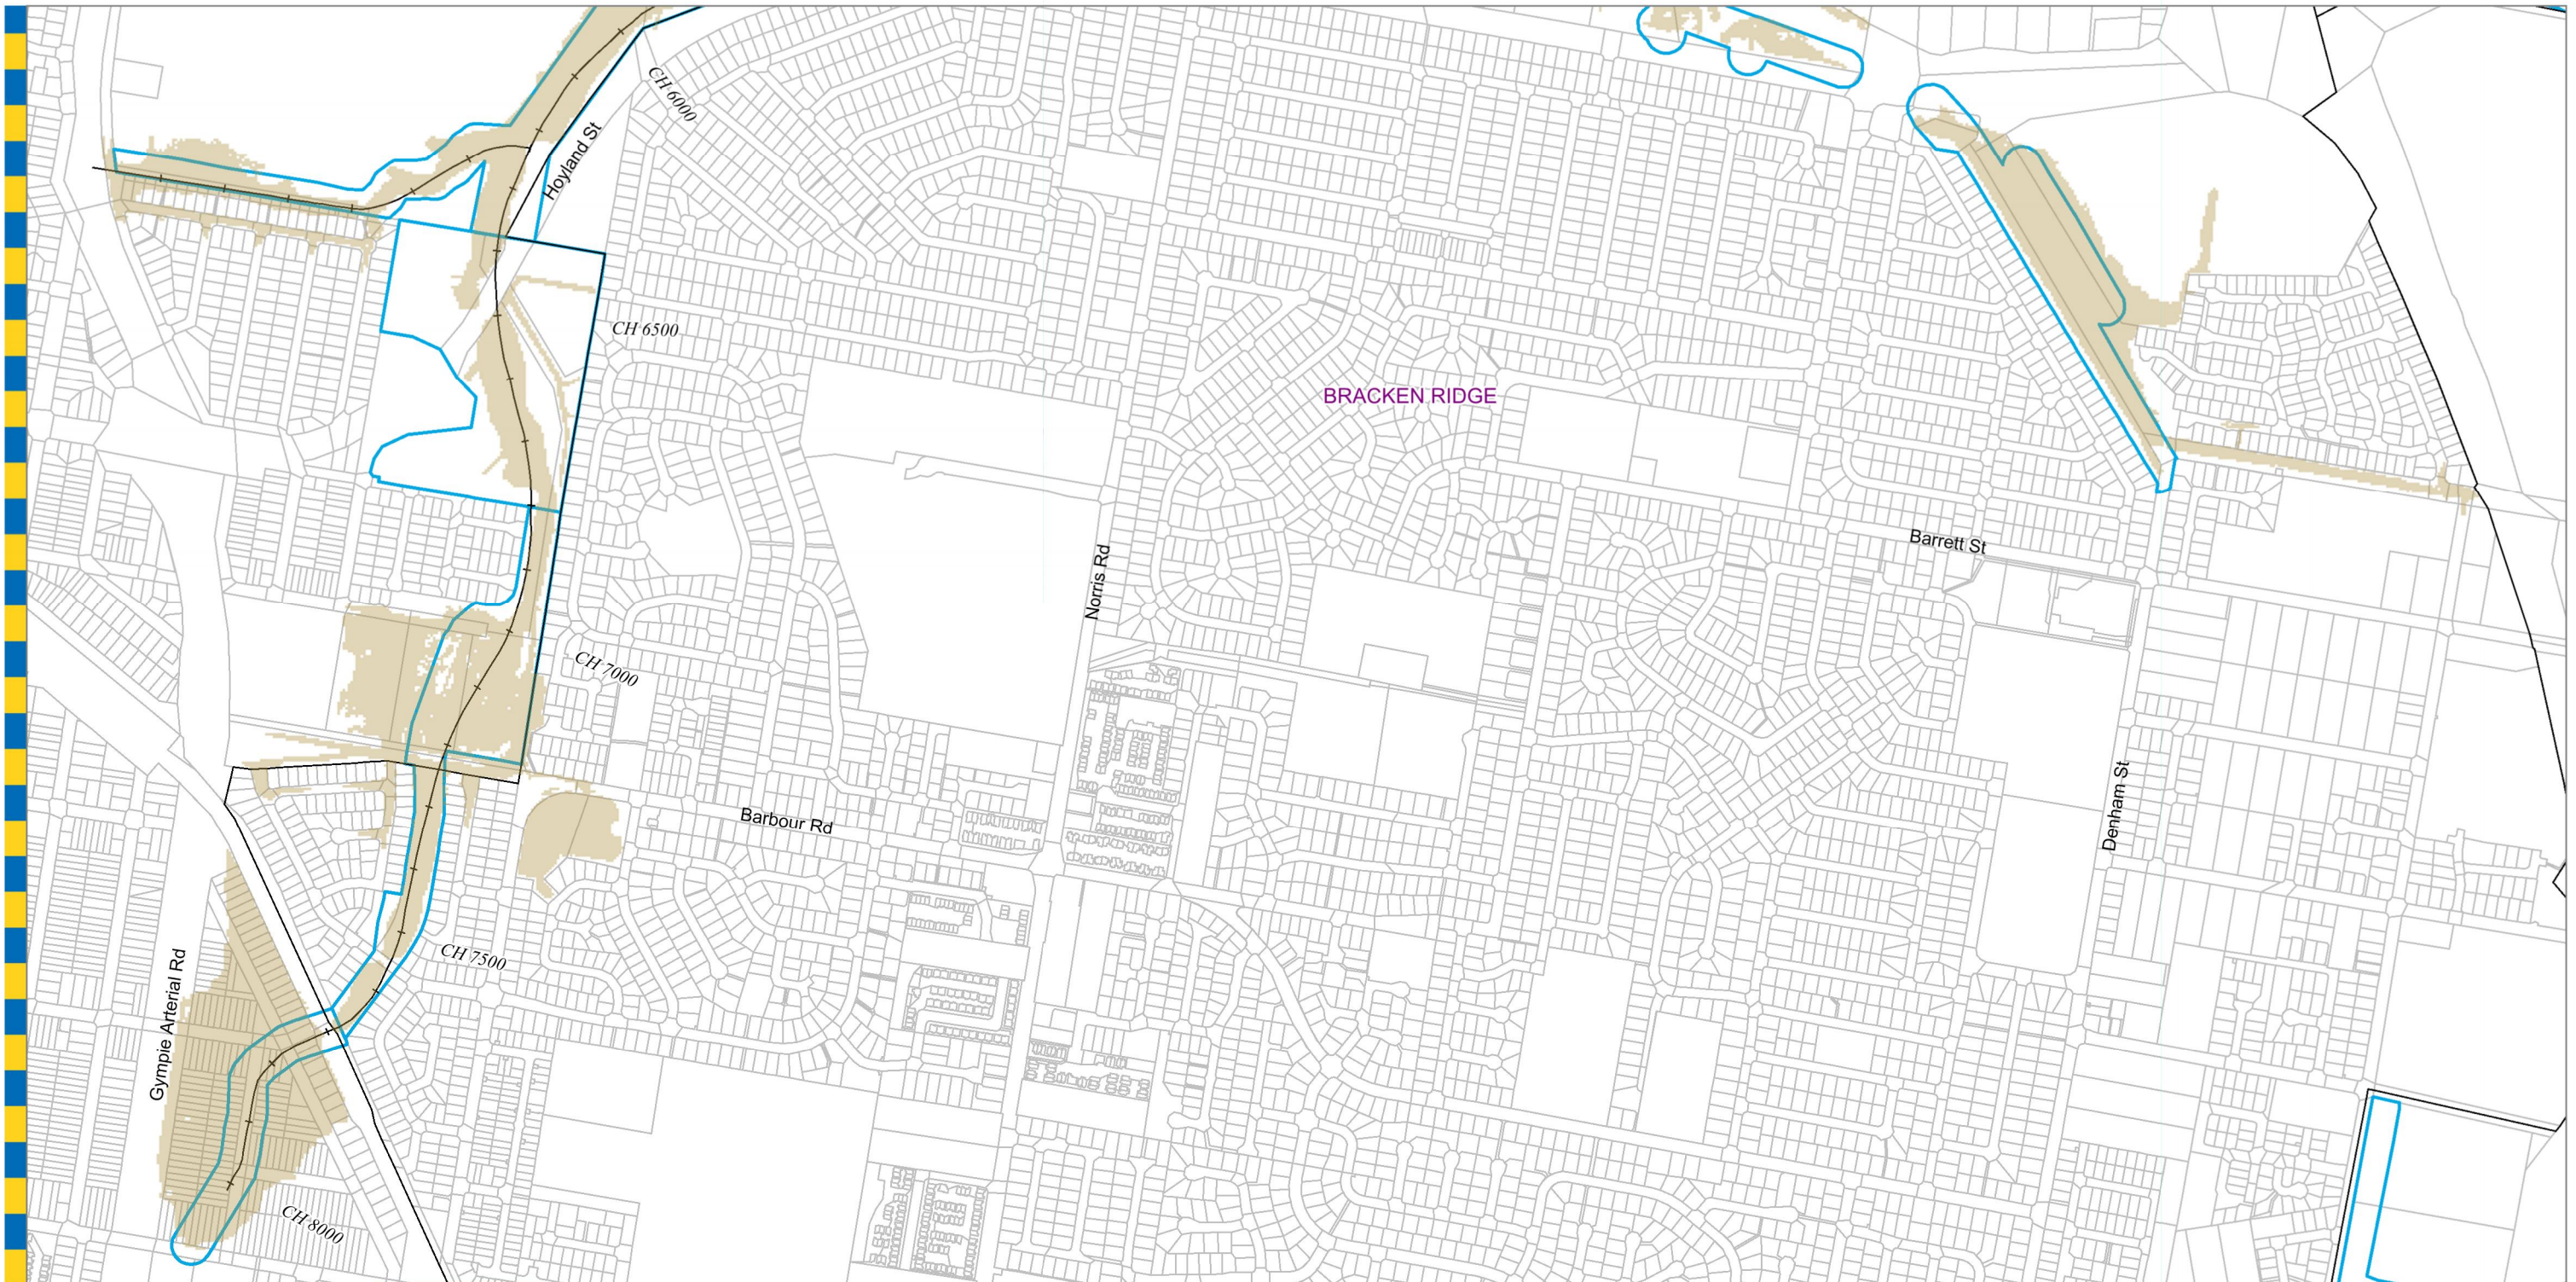 CH 6000
Hoyland St
CH 6500
BRACKEN RIDGE
Barrett St
Norris Rd
CH 7000
Denham St
Barbour Rd
CH 7500
Gympie Arterial Rd
CH 8000